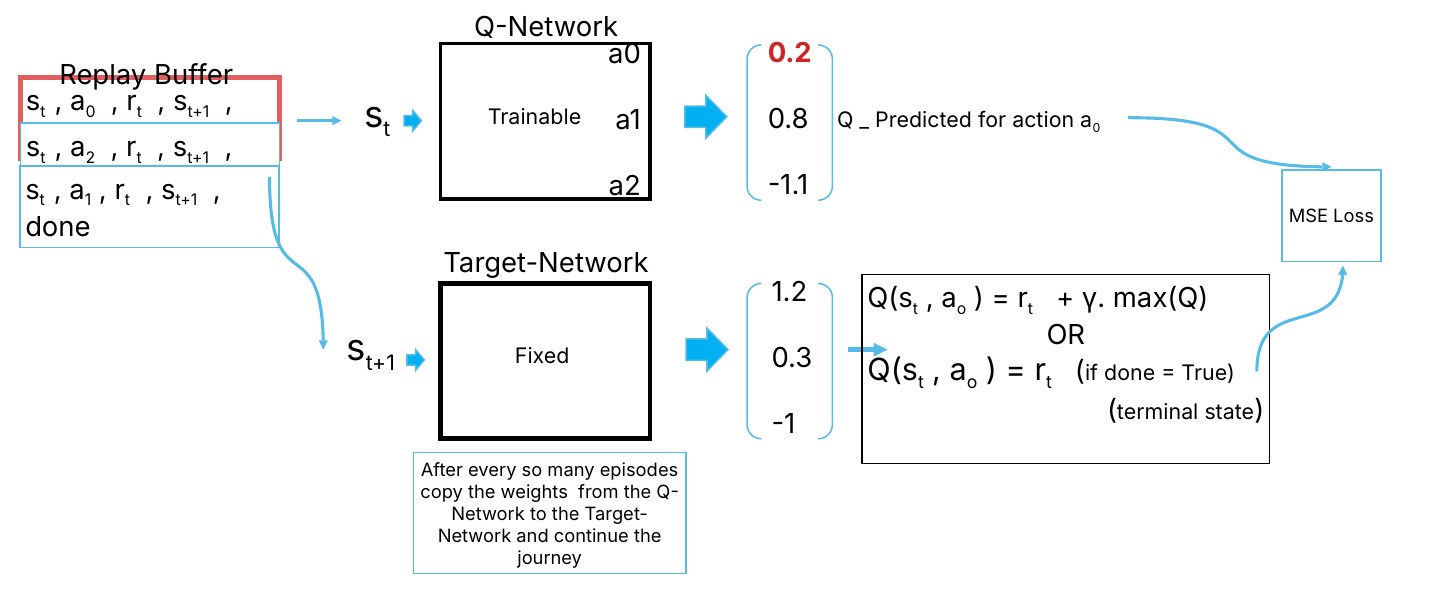 Replay Buffer
sₜ , a₀ , rₜ , sₜ₊₁ ,
sₜ , a₂ , rₜ , sₜ₊₁ ,
sₜ , a₁ , rₜ , sₜ₊₁ ,
done
sₜ
Q-Network
a0
Trainable
a1
a2
0.2
0.8
-1.1
Q _ Predicted for action a₀
MSE Loss
sₜ₊₁
Target-Network
Fixed
1.2
0.3
-1
Q(sₜ , aₒ ) = rₜ + γ. max(Q)
OR
Q(sₜ , aₒ ) = rₜ (if done = True)
(terminal state)
After every so many episodes
copy the weights from the Q-
Network to the Target-
Network and continue the
journey